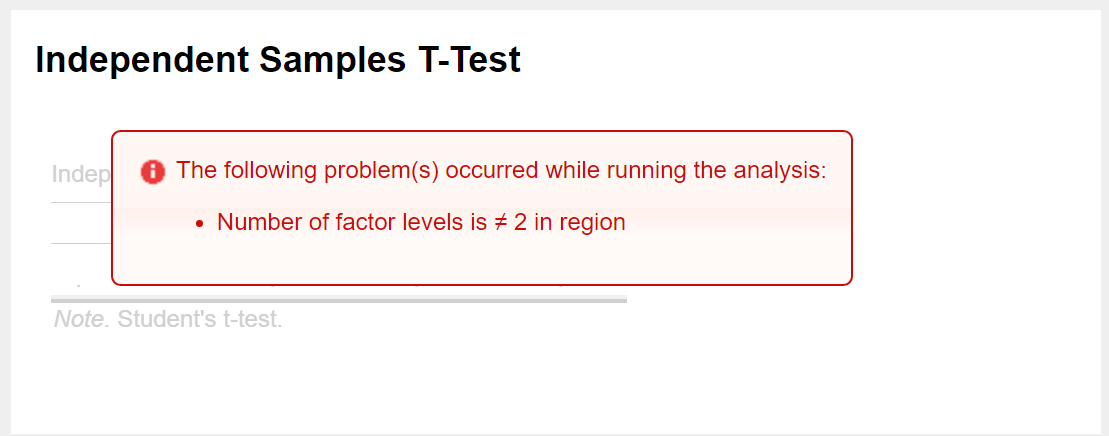 Independent Samples T-Test
The following problem(s) occurred while running the analysis:
• Number of factor levels is ≠ 2 in region
Note. Student's t-test.